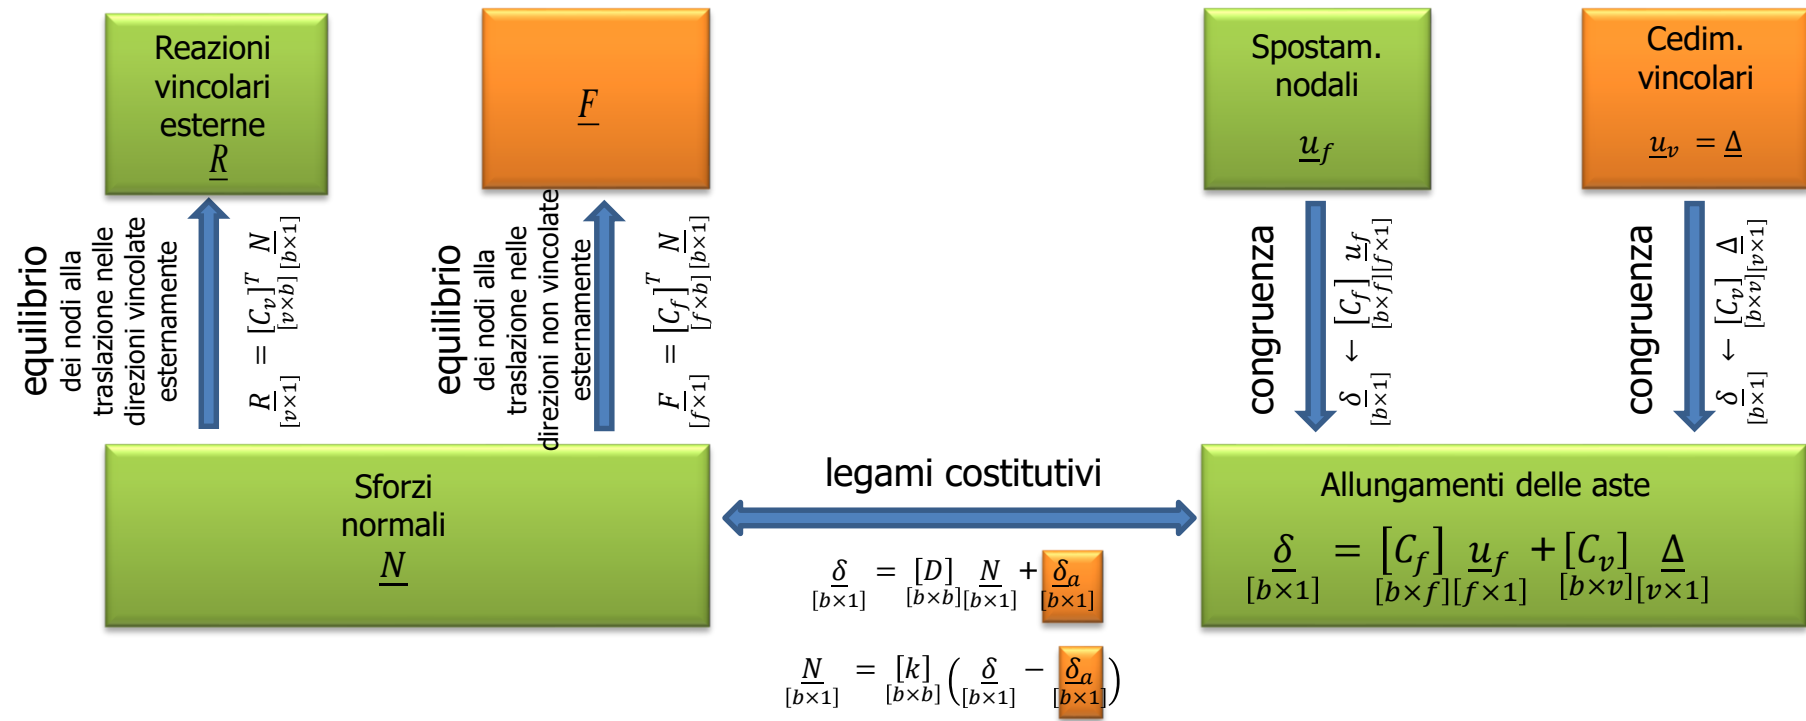 Reazioni
vincolari
esterne
R
F
Spostam.
nodali
u_f
Cedim.
vincolari
u_v = Δ
equilibrio
dei nodi alla
traslazione nelle
direzioni vincolate
esternamente
R = [C_v]^T N
[v×1] [v×b] [b×1]
equilibrio
dei nodi alla
traslazione nelle
direzioni non vincolate
esternamente
F = [C_f]^T N
[f×1] [f×b] [b×1]
congruenza
δ ← [C_f] u_f
[b×1] [b×f][f×1]
congruenza
δ ← [C_v] Δ
[b×1] [b×v][v×1]
Sforzi
normali
N
legami costitutivi
δ = [D] N + δ_a
[b×1] [b×b] [b×1] [b×1]
N = [k] (δ − δ_a)
[b×1] [b×b] [b×1] [b×1]
Allungamenti delle aste
δ = [C_f] u_f + [C_v] Δ
[b×1] [b×f][f×1] [b×v][v×1]